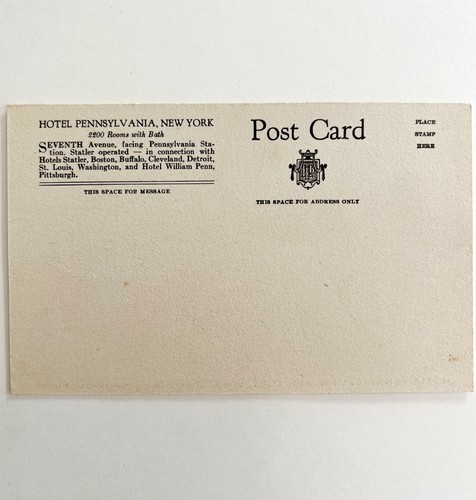 HOTEL PENNSYLVANIA, NEW YORK
2200 Rooms with Bath
SEVENTH Avenue, facing Pennsylvania Sta-
tion. Statler operated — in connection with
Hotels Statler, Boston, Buffalo, Cleveland, Detroit,
St. Louis, Washington, and Hotel William Penn,
Pittsburgh.
THIS SPACE FOR MESSAGE
Post Card
THIS SPACE FOR ADDRESS ONLY
PLACE
STAMP
HERE